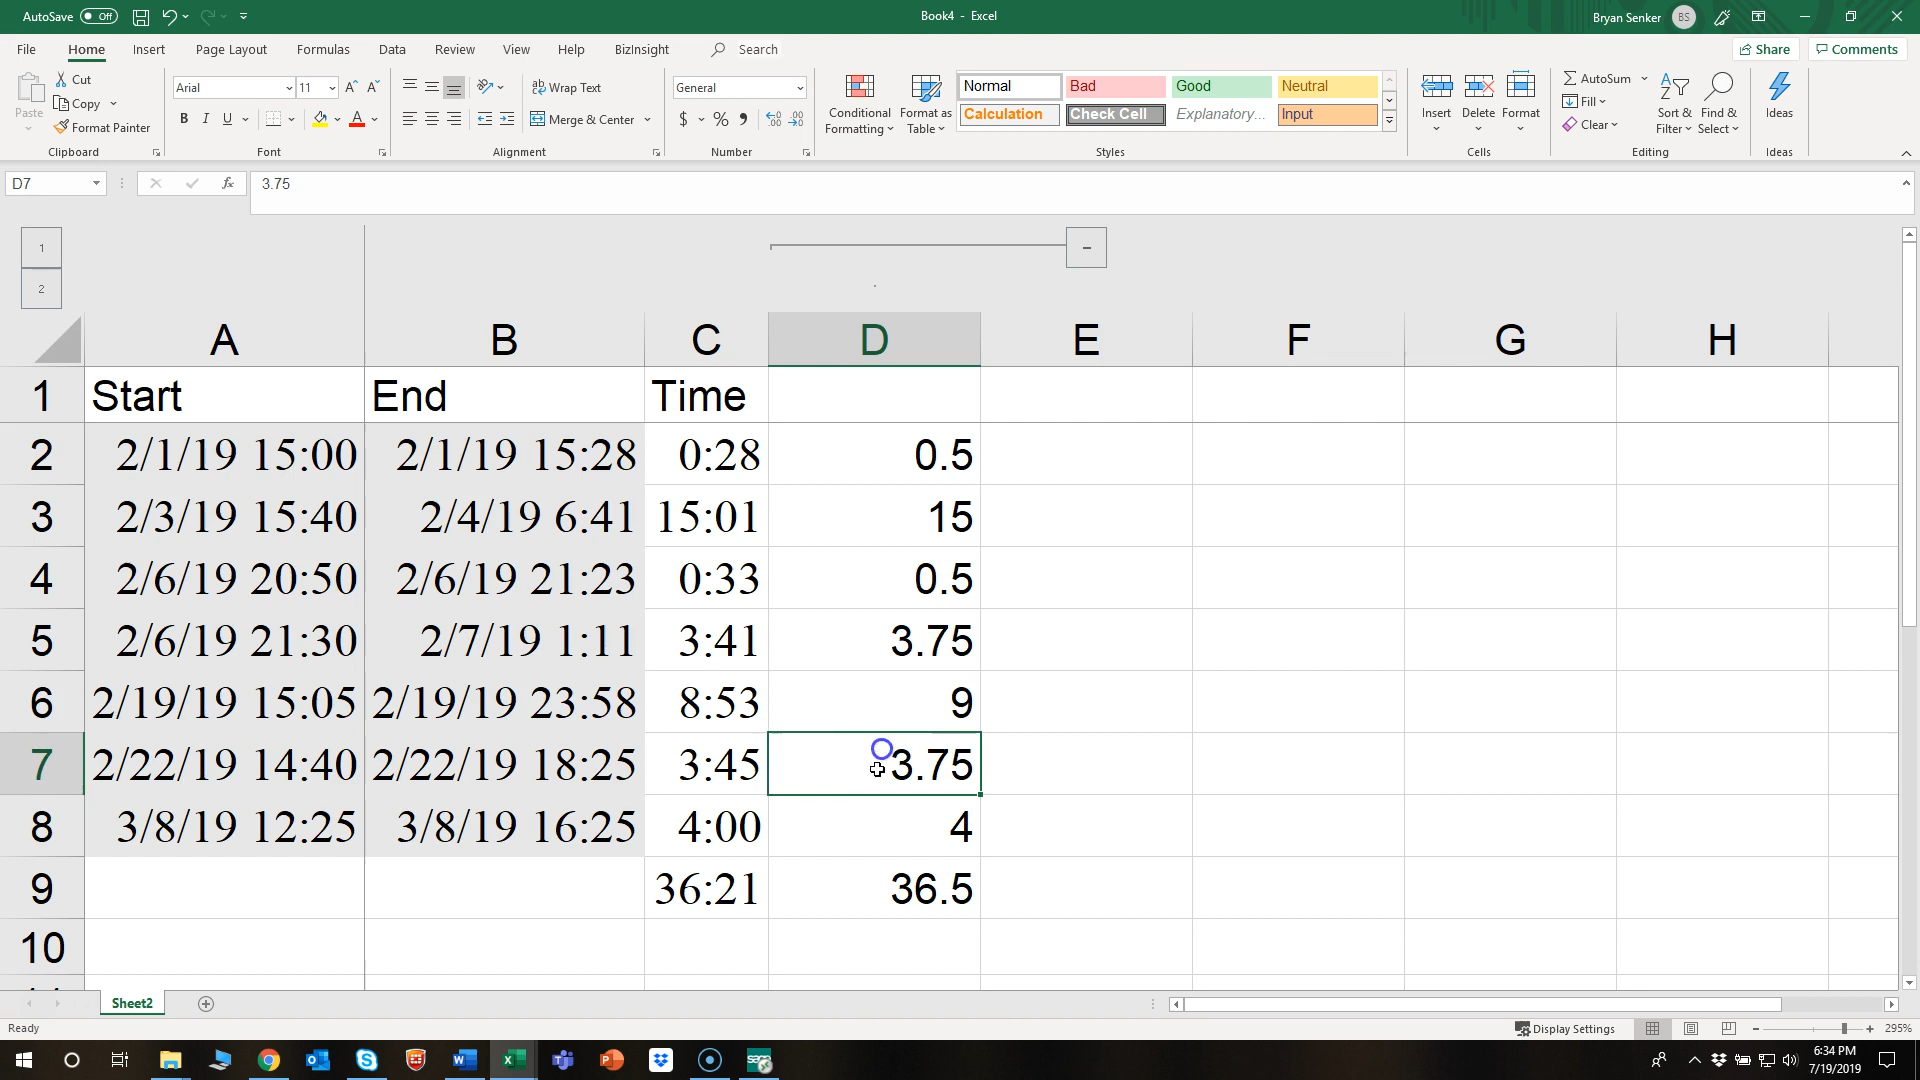 AutoSave Off
Book4 - Excel
Bryan Senker BS
File Home Insert Page Layout Formulas Data Review View Help BizInsight Search
Share Comments
Paste
Cut
Copy
Format Painter
Clipboard
Arial 11
B I U
Font
Wrap Text
Merge & Center
Alignment
General
$ % ,
Number
Conditional Formatting
Format as Table
Normal Bad Good Neutral
Calculation Check Cell Explanatory... Input
Styles
Insert Delete Format
Cells
AutoSum
Fill
Clear
Sort & Filter
Find & Select
Editing
Ideas
Ideas
D7 fx 3.75
1
2
A B C D E F G H
1 Start End Time
2 2/1/19 15:00 2/1/19 15:28 0:28 0.5
3 2/3/19 15:40 2/4/19 6:41 15:01 15
4 2/6/19 20:50 2/6/19 21:23 0:33 0.5
5 2/6/19 21:30 2/7/19 1:11 3:41 3.75
6 2/19/19 15:05 2/19/19 23:58 8:53 9
7 2/22/19 14:40 2/22/19 18:25 3:45 3.75
8 3/8/19 12:25 3/8/19 16:25 4:00 4
9 36:21 36.5
10
Sheet2
Ready
Display Settings
295%
6:34 PM
7/19/2019